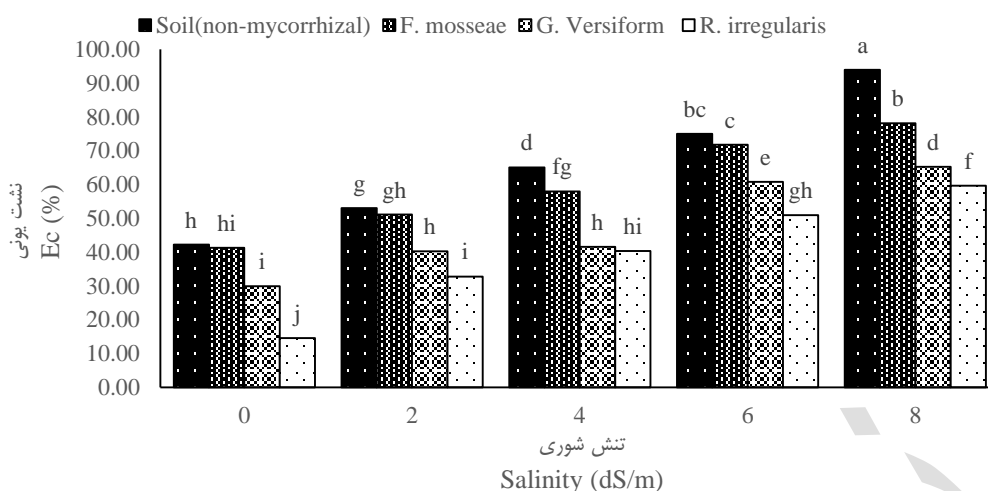 Soil(non-mycorrhizal) F. mosseae G. Versiform R. irregularis
100.00
90.00
80.00
70.00
60.00
50.00
40.00
30.00
20.00
10.00
0.00
نشت یونی
Ec (%)
h hi i j
g gh h i
d fg h hi
bc c e gh
a b d f
0 2 4 6 8
تنش شوری
Salinity (dS/m)